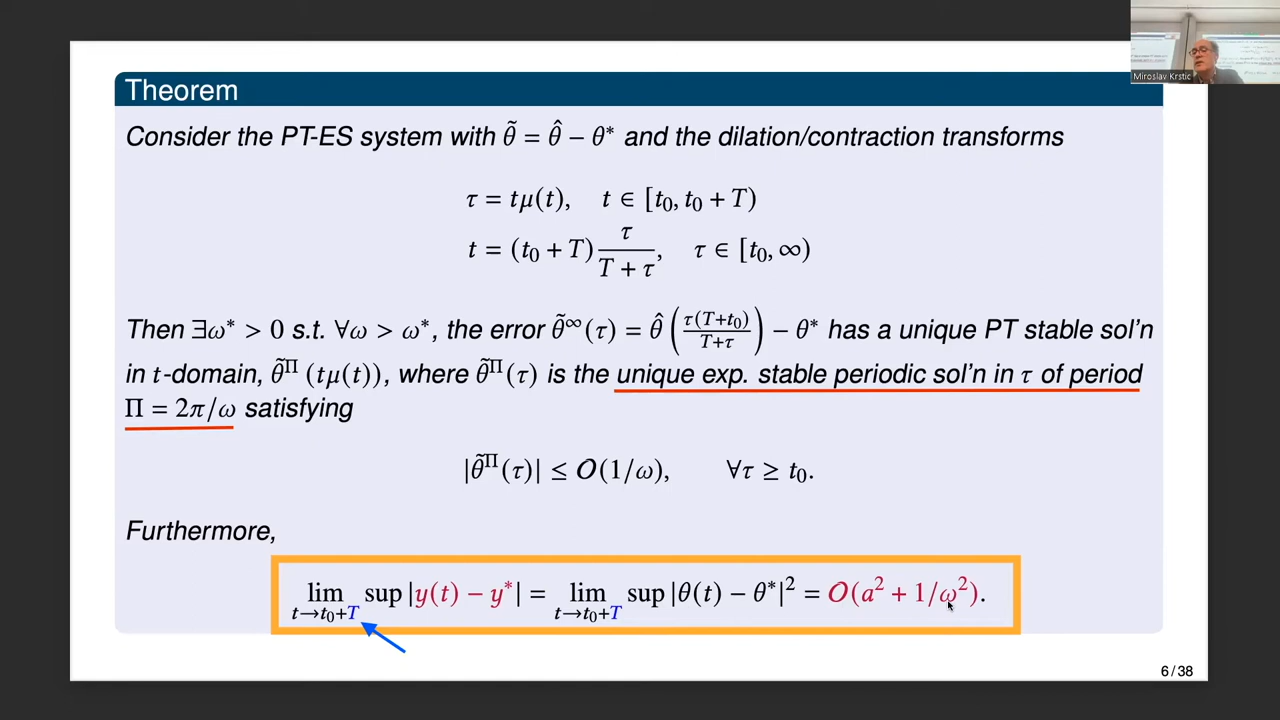 Miroslav Krstic
Theorem
Consider the PT-ES system with θ̃ = θ̂ − θ* and the dilation/contraction transforms
τ = tμ(t), t ∈ [t₀, t₀ + T)
t = (t₀ + T) τ/(T + τ), τ ∈ [t₀, ∞)
Then ∃ω* > 0 s.t. ∀ω > ω*, the error θ̃^∞(τ) = θ̂(τ(T+t₀)/(T+τ)) − θ* has a unique PT stable sol'n
in t-domain, θ̃^Π (tμ(t)), where θ̃^Π(τ) is the unique exp. stable periodic sol'n in τ of period
Π = 2π/ω satisfying
|θ̃^Π(τ)| ≤ O(1/ω), ∀τ ≥ t₀.
Furthermore,
lim sup_{t→t₀+T} |y(t) − y*| = lim sup_{t→t₀+T} |θ(t) − θ*|² = O(a² + 1/ω²).
6 / 38